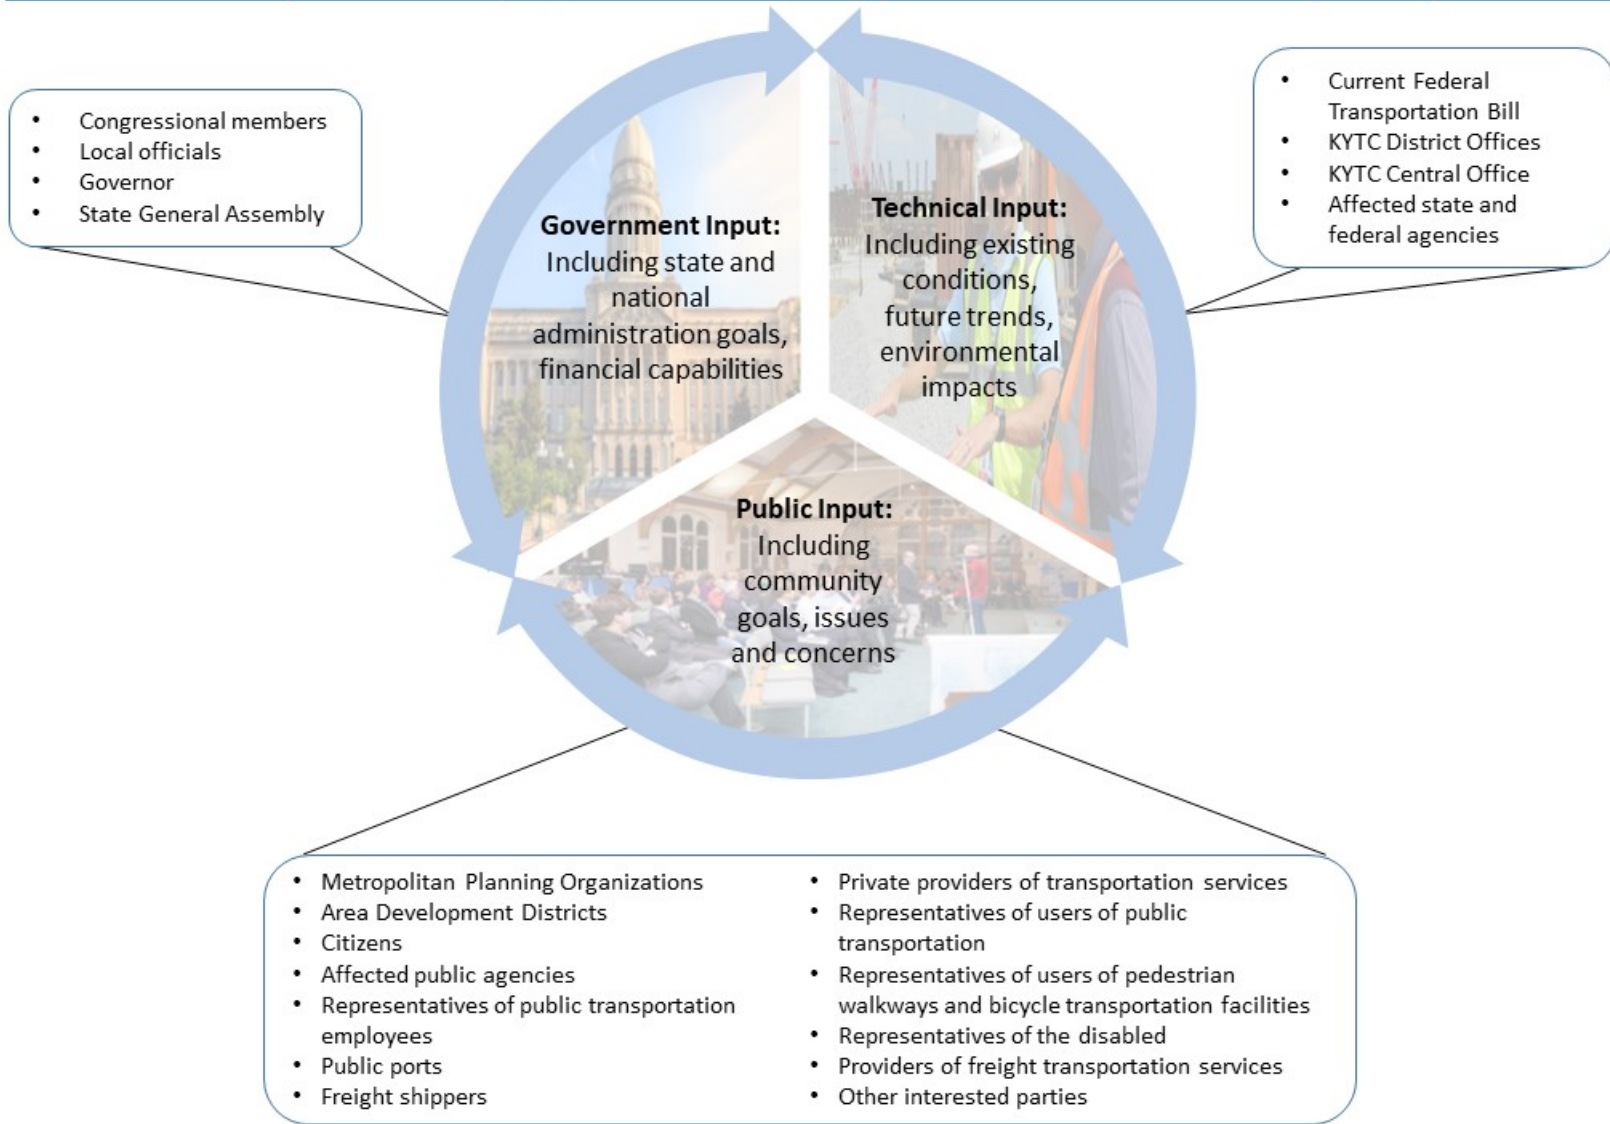 • Congressional members
• Local officials
• Governor
• State General Assembly
Government Input:
Including state and
national
administration goals,
financial capabilities
Technical Input:
Including existing
conditions,
future trends,
environmental
impacts
• Current Federal
Transportation Bill
• KYTC District Offices
• KYTC Central Office
• Affected state and
federal agencies
Public Input:
Including
community
goals, issues
and concerns
• Metropolitan Planning Organizations
• Area Development Districts
• Citizens
• Affected public agencies
• Representatives of public transportation
employees
• Public ports
• Freight shippers
• Private providers of transportation services
• Representatives of users of public
transportation
• Representatives of users of pedestrian
walkways and bicycle transportation facilities
• Representatives of the disabled
• Providers of freight transportation services
• Other interested parties